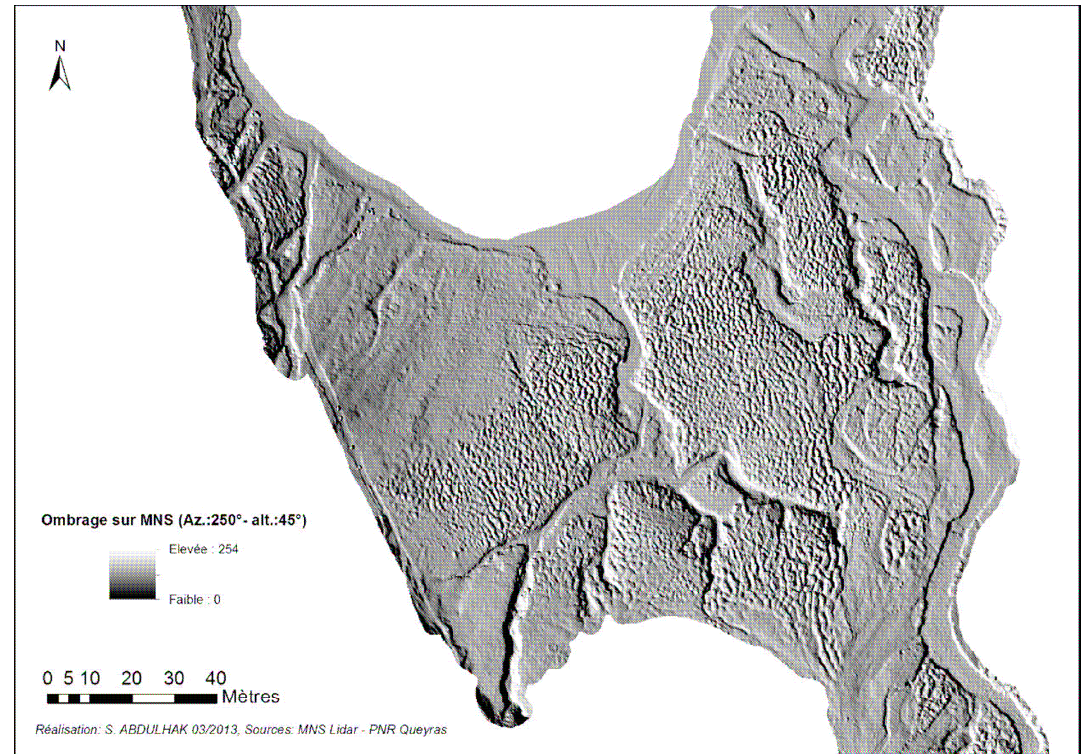 N
Ombrage sur MNS (Az.:250°- alt.:45°)
Elevée : 254
Faible : 0
0 5 10 20 30 40
Mètres
Réalisation: S. ABDULHAK 03/2013, Sources: MNS Lidar - PNR Queyras